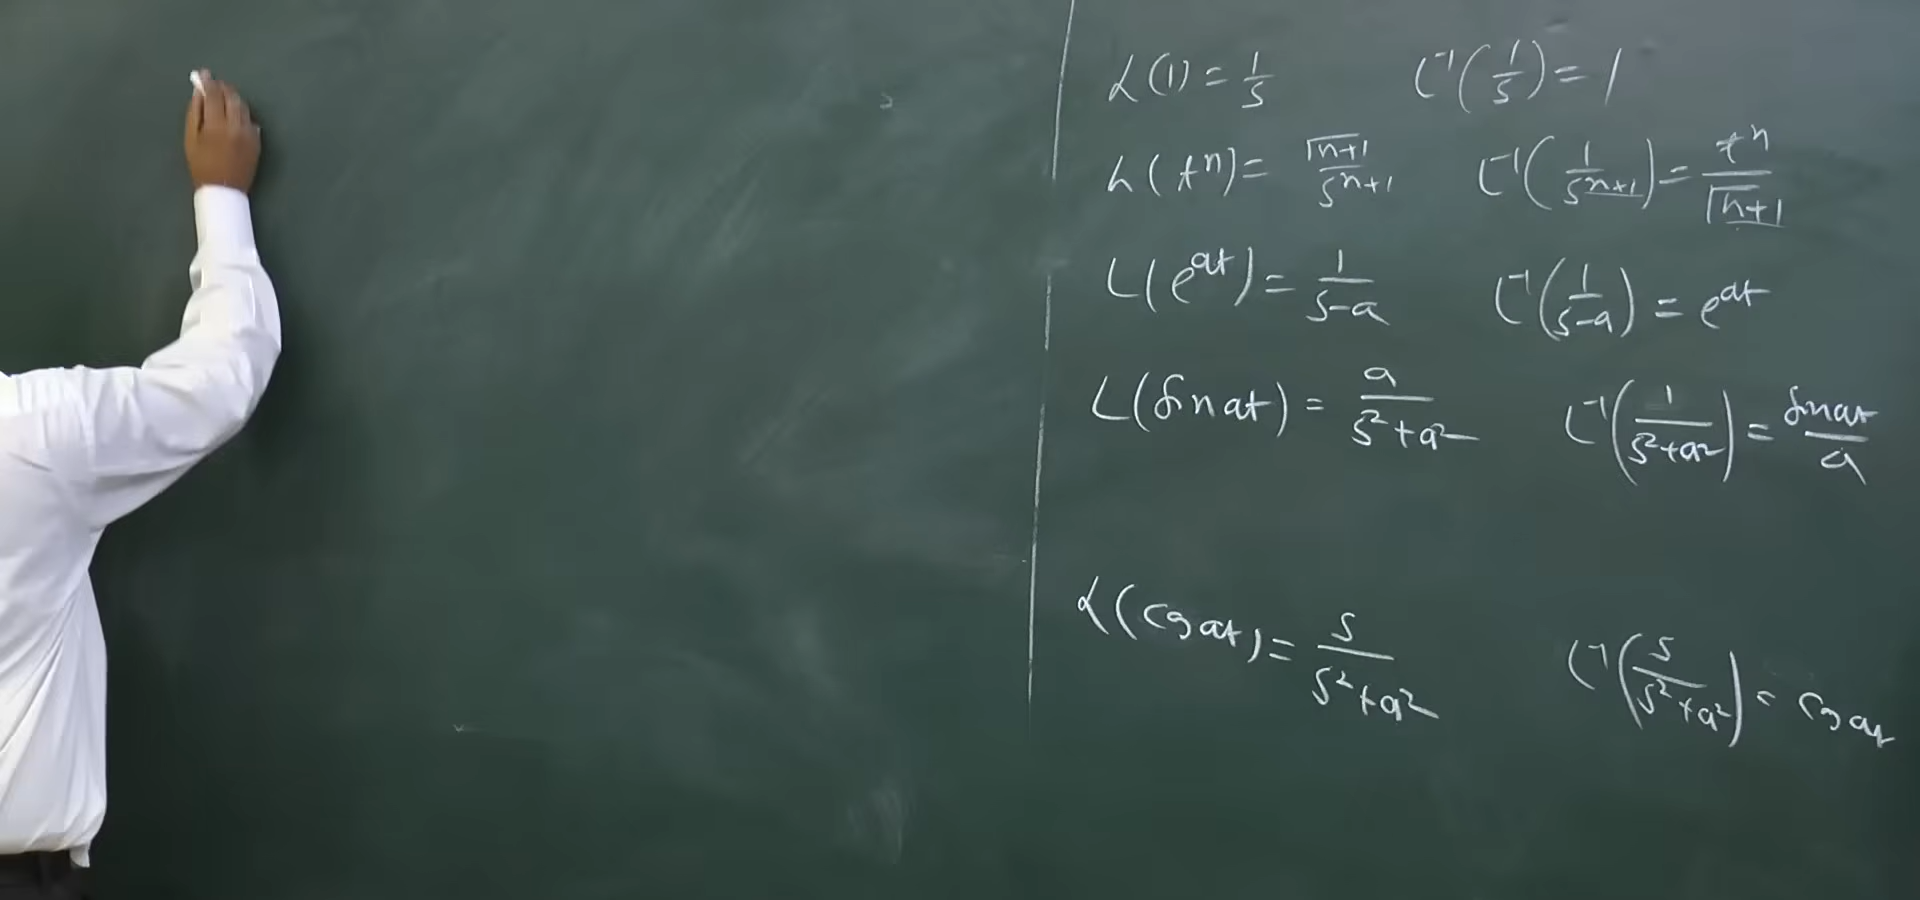 L(1) = 1/s    L⁻¹(1/s) = 1
L(tⁿ) = Γn+1/sⁿ⁺¹    L⁻¹(1/sⁿ⁺¹) = tⁿ/Γn+1
L(eᵃᵗ) = 1/(s-a)    L⁻¹(1/(s-a)) = eᵃᵗ
L(sin at) = a/(s²+a²)    L⁻¹(1/(s²+a²)) = sin at/a
L(cos at) = s/(s²+a²)    L⁻¹(s/(s²+a²)) = cos at